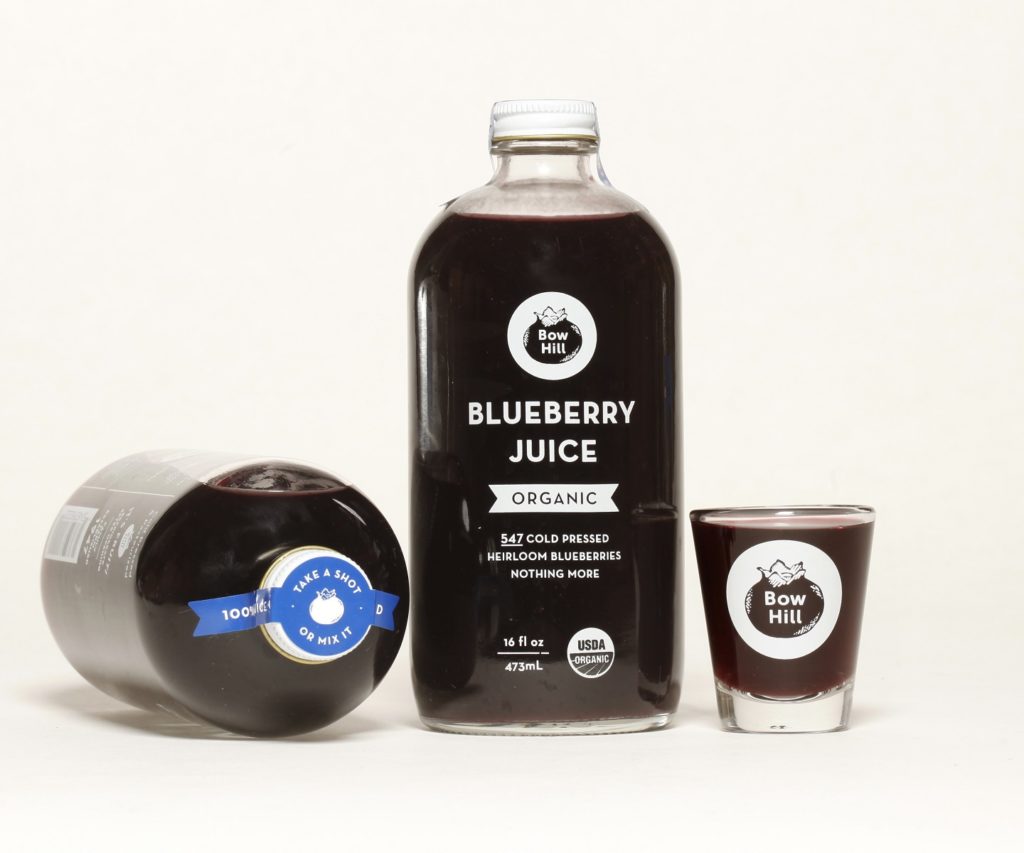 Bow
Hill
BLUEBERRY
JUICE
ORGANIC
547 COLD PRESSED
HEIRLOOM BLUEBERRIES
NOTHING MORE
16 fl oz
473mL
USDA
ORGANIC
TAKE A SHOT
OR MIX IT
100%
Bow
Hill